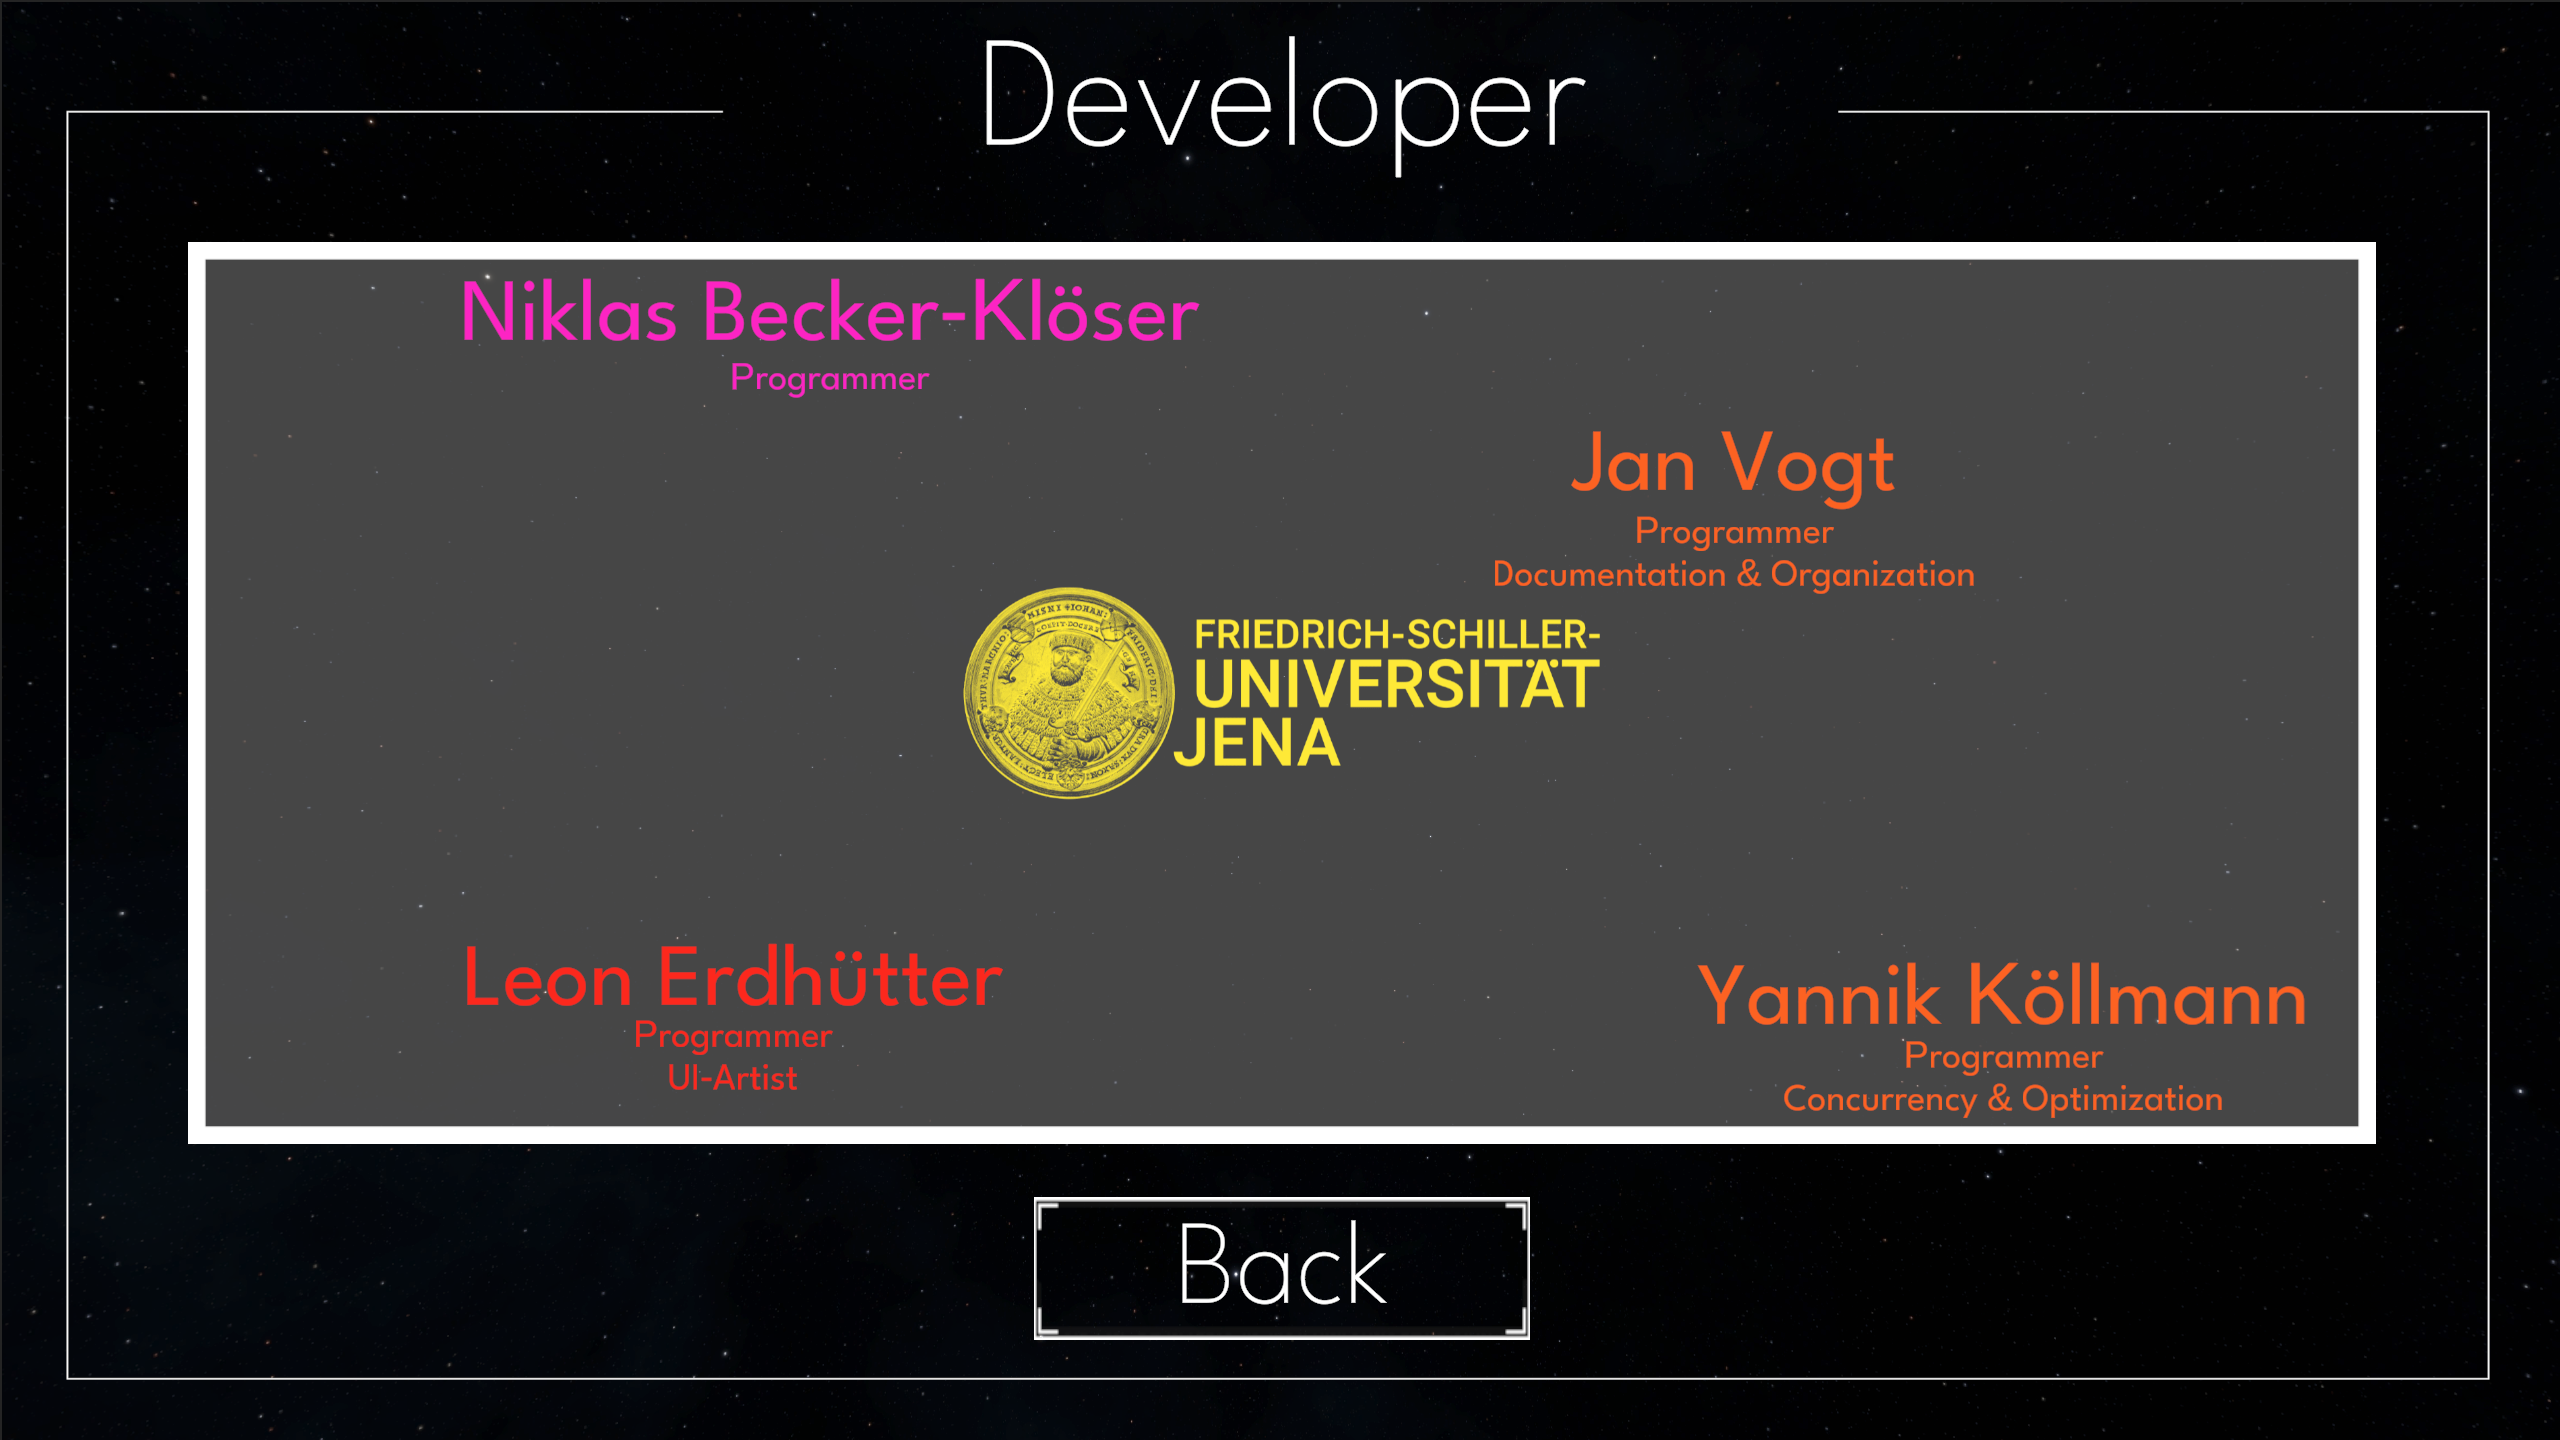 Developer
Niklas Becker-Klöser
Programmer
Jan Vogt
Programmer
Documentation & Organization
FRIEDRICH-SCHILLER-
UNIVERSITÄT
JENA
Leon Erdhütter
Programmer
UI-Artist
Yannik Köllmann
Programmer
Concurrency & Optimization
Back